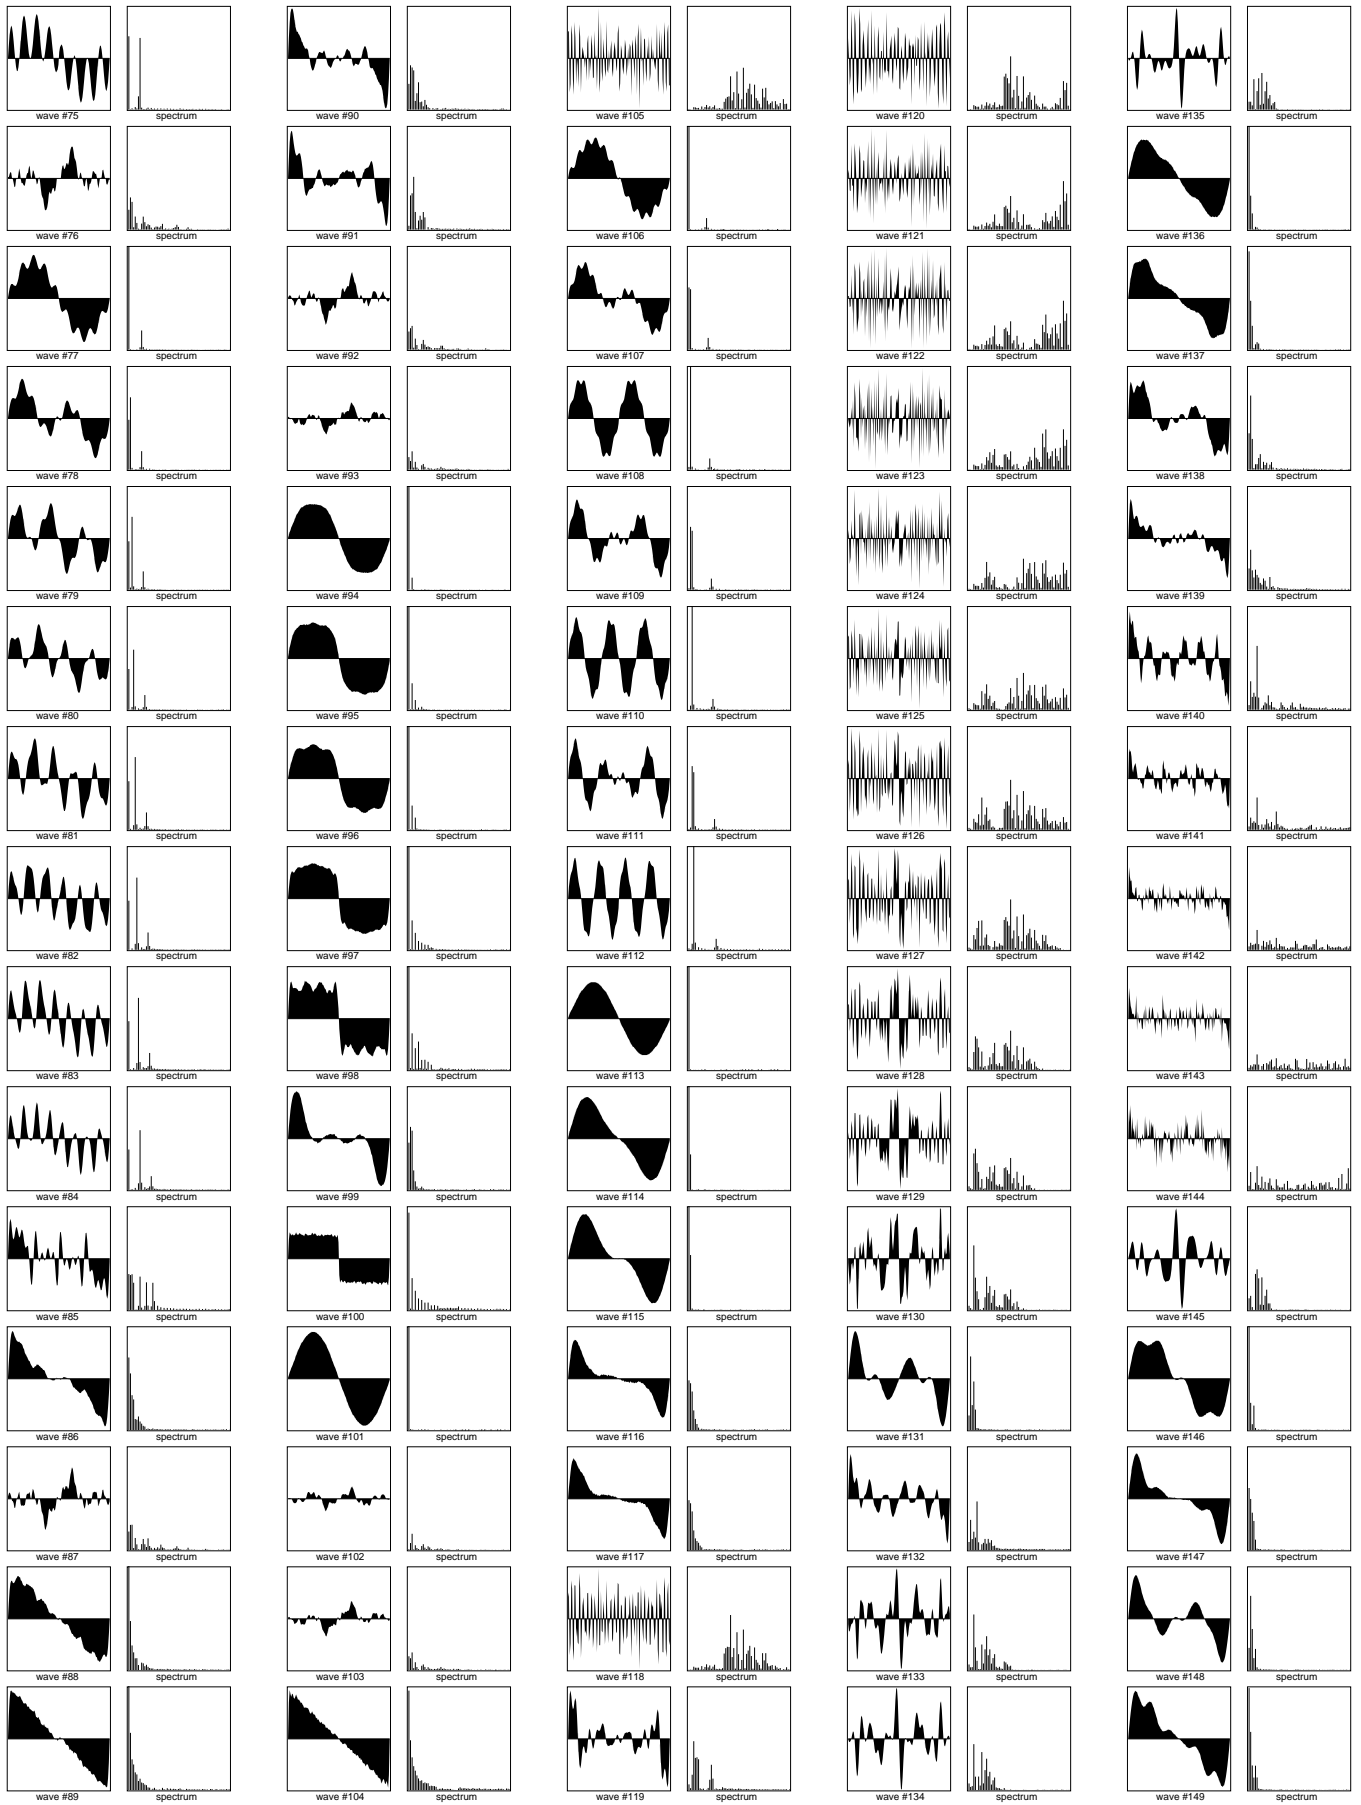 wave #75 spectrum wave #90 spectrum wave #105 spectrum wave #120 spectrum wave #135 spectrum
wave #76 spectrum wave #91 spectrum wave #106 spectrum wave #121 spectrum wave #136 spectrum
wave #77 spectrum wave #92 spectrum wave #107 spectrum wave #122 spectrum wave #137 spectrum
wave #78 spectrum wave #93 spectrum wave #108 spectrum wave #123 spectrum wave #138 spectrum
wave #79 spectrum wave #94 spectrum wave #109 spectrum wave #124 spectrum wave #139 spectrum
wave #80 spectrum wave #95 spectrum wave #110 spectrum wave #125 spectrum wave #140 spectrum
wave #81 spectrum wave #96 spectrum wave #111 spectrum wave #126 spectrum wave #141 spectrum
wave #82 spectrum wave #97 spectrum wave #112 spectrum wave #127 spectrum wave #142 spectrum
wave #83 spectrum wave #98 spectrum wave #113 spectrum wave #128 spectrum wave #143 spectrum
wave #84 spectrum wave #99 spectrum wave #114 spectrum wave #129 spectrum wave #144 spectrum
wave #85 spectrum wave #100 spectrum wave #115 spectrum wave #130 spectrum wave #145 spectrum
wave #86 spectrum wave #101 spectrum wave #116 spectrum wave #131 spectrum wave #146 spectrum
wave #87 spectrum wave #102 spectrum wave #117 spectrum wave #132 spectrum wave #147 spectrum
wave #88 spectrum wave #103 spectrum wave #118 spectrum wave #133 spectrum wave #148 spectrum
wave #89 spectrum wave #104 spectrum wave #119 spectrum wave #134 spectrum wave #149 spectrum